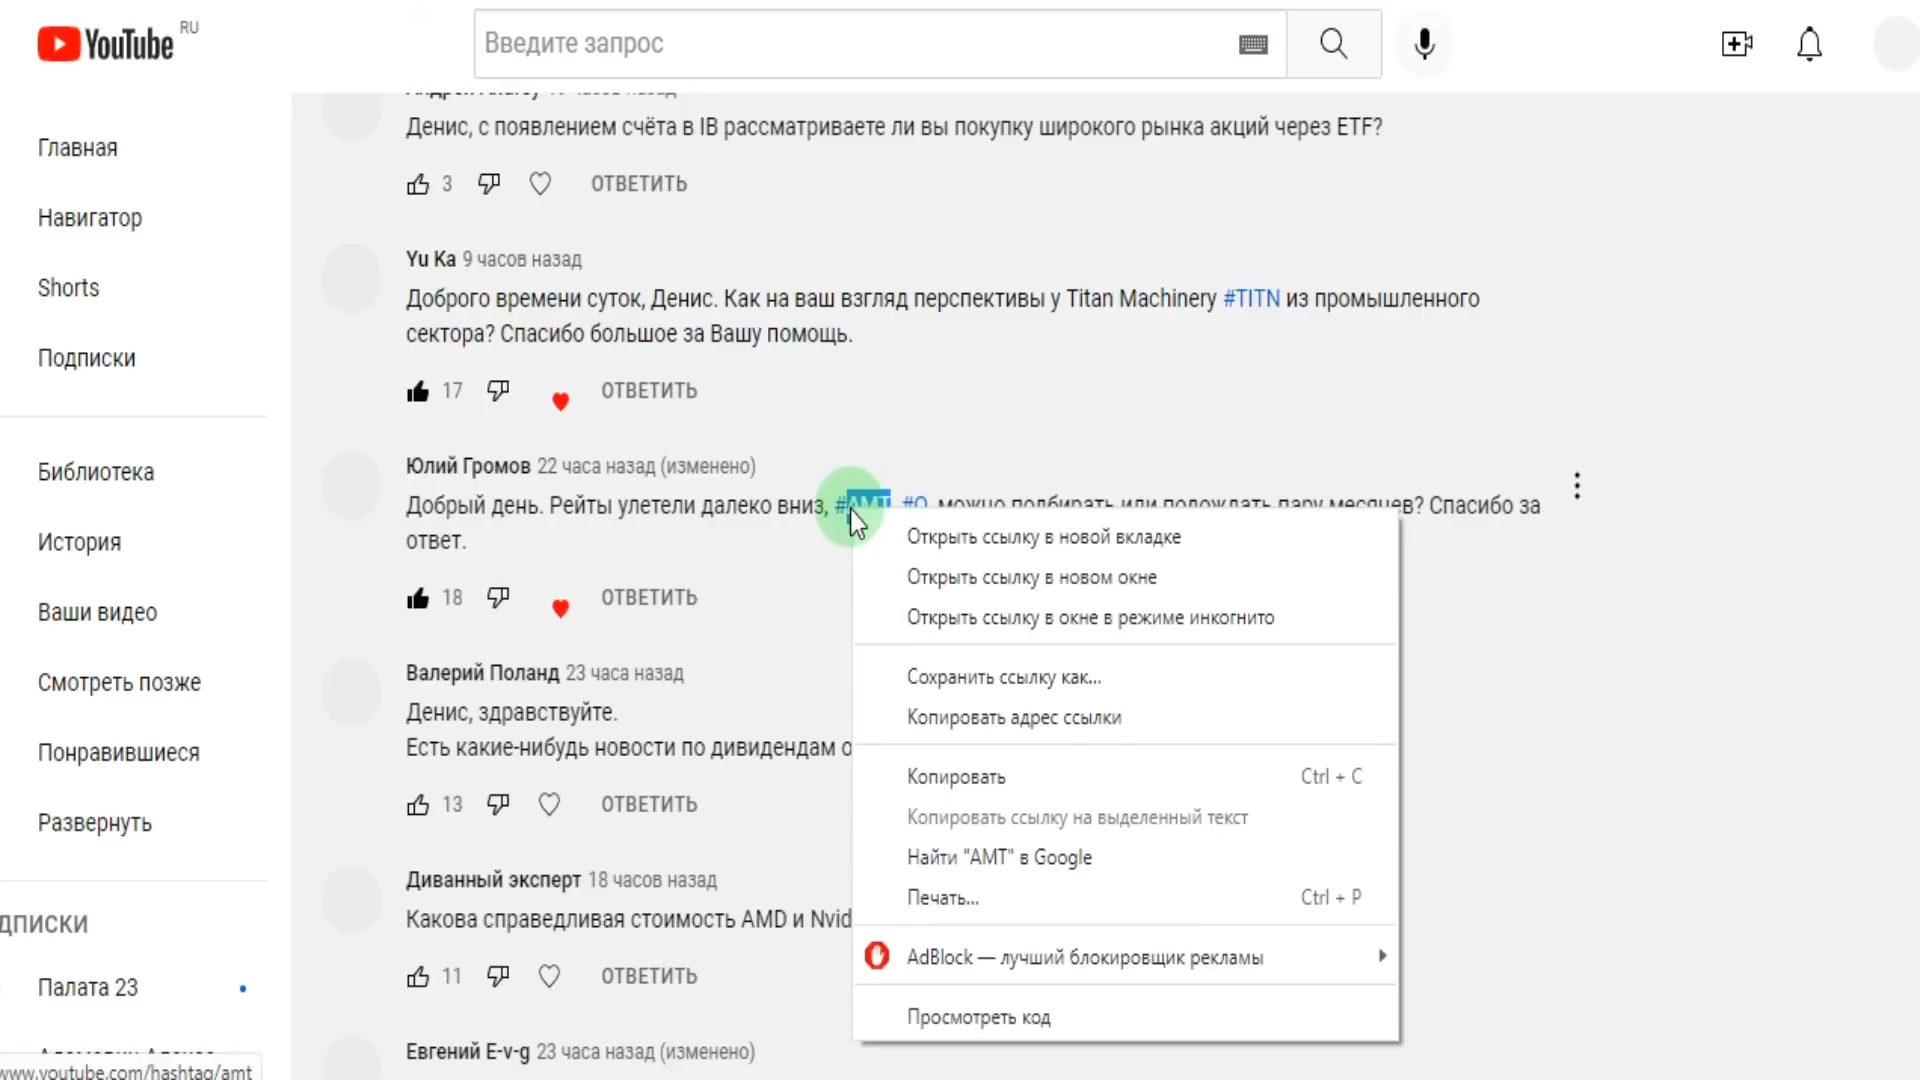 YouTube RU
Введите запрос
Главная
Навигатор
Shorts
Подписки
Библиотека
История
Ваши видео
Смотреть позже
Понравившиеся
Развернуть
дписки
Палата 23
www.youtube.com/hashtag/amt
Денис, с появлением счёта в IB рассматриваете ли вы покупку широкого рынка акций через ETF?
3 ОТВЕТИТЬ
Yu Ka 9 часов назад
Доброго времени суток, Денис. Как на ваш взгляд перспективы у Titan Machinery #TITN из промышленного
сектора? Спасибо большое за Вашу помощь.
17 ОТВЕТИТЬ
Юлий Громов 22 часа назад (изменено)
Добрый день. Рейты улетели далеко вниз, #AMT, #O, можно подбирать или подождать пару месяцев? Спасибо за
ответ.
18 ОТВЕТИТЬ
Валерий Поланд 23 часа назад
Денис, здравствуйте.
Есть какие-нибудь новости по дивидендам о
13 ОТВЕТИТЬ
Диванный эксперт 18 часов назад
Какова справедливая стоимость AMD и Nvid
11 ОТВЕТИТЬ
Евгений E-v-g 23 часа назад (изменено)
Открыть ссылку в новой вкладке
Открыть ссылку в новом окне
Открыть ссылку в окне в режиме инкогнито
Сохранить ссылку как...
Копировать адрес ссылки
Копировать Ctrl + C
Копировать ссылку на выделенный текст
Найти "AMT" в Google
Печать... Ctrl + P
AdBlock — лучший блокировщик рекламы
Просмотреть код